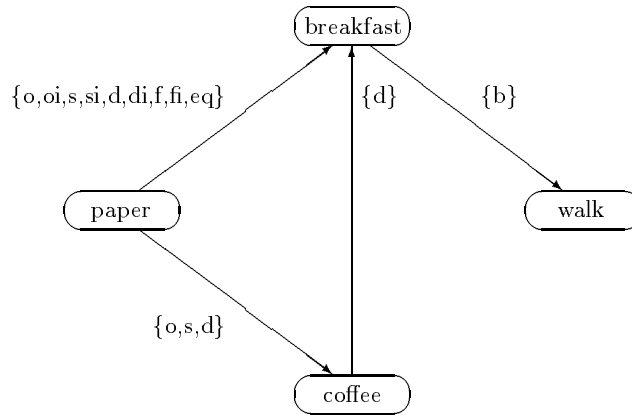 breakfast
{o,oi,s,si,d,di,f,fi,eq}
{d}
{b}
paper
walk
{o,s,d}
coffee